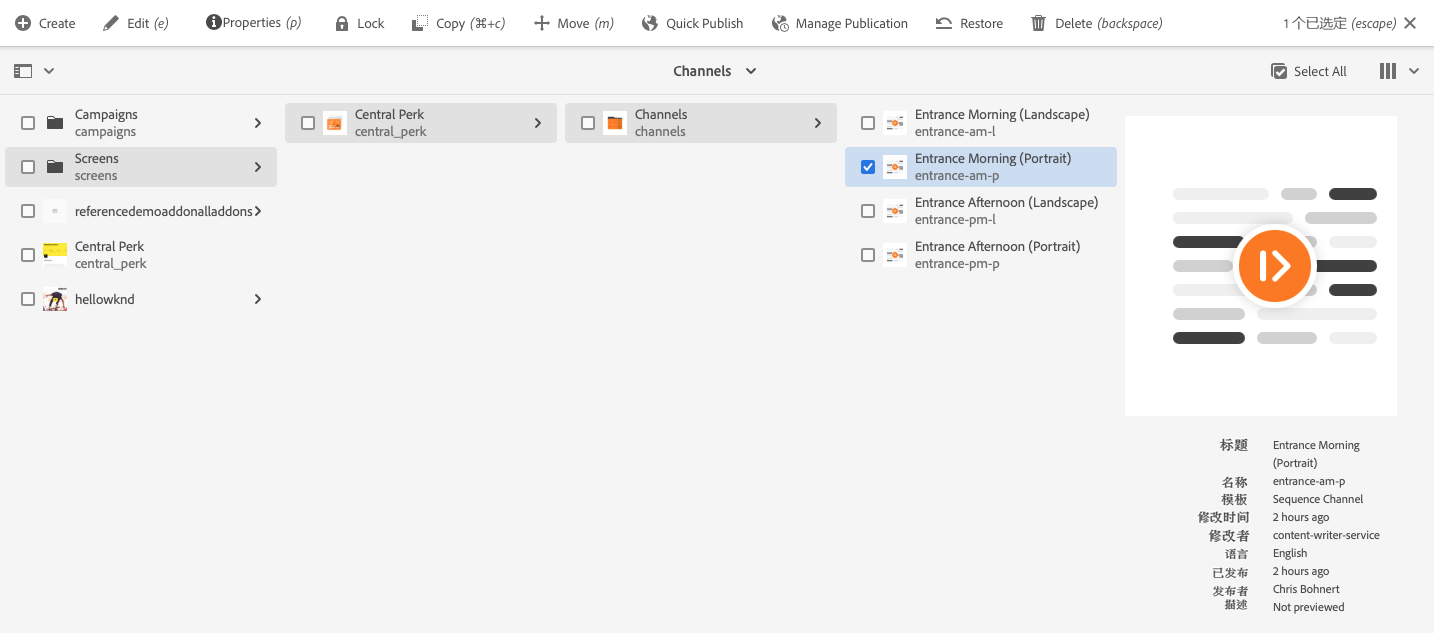 Create Edit (e) Properties (p) Lock Copy (⌘+c) Move (m) Quick Publish Manage Publication Restore Delete (backspace) 1 个已选定 (escape)
Channels Select All
Campaigns
campaigns
Screens
screens
referencedemoaddonalladdons
Central Perk
central_perk
hellowknd
Central Perk
central_perk
Channels
channels
Entrance Morning (Landscape)
entrance-am-l
Entrance Morning (Portrait)
entrance-am-p
Entrance Afternoon (Landscape)
entrance-pm-l
Entrance Afternoon (Portrait)
entrance-pm-p
标题 Entrance Morning
(Portrait)
名称 entrance-am-p
模板 Sequence Channel
修改时间 2 hours ago
修改者 content-writer-service
语言 English
已发布 2 hours ago
发布者 Chris Bohnert
描述 Not previewed